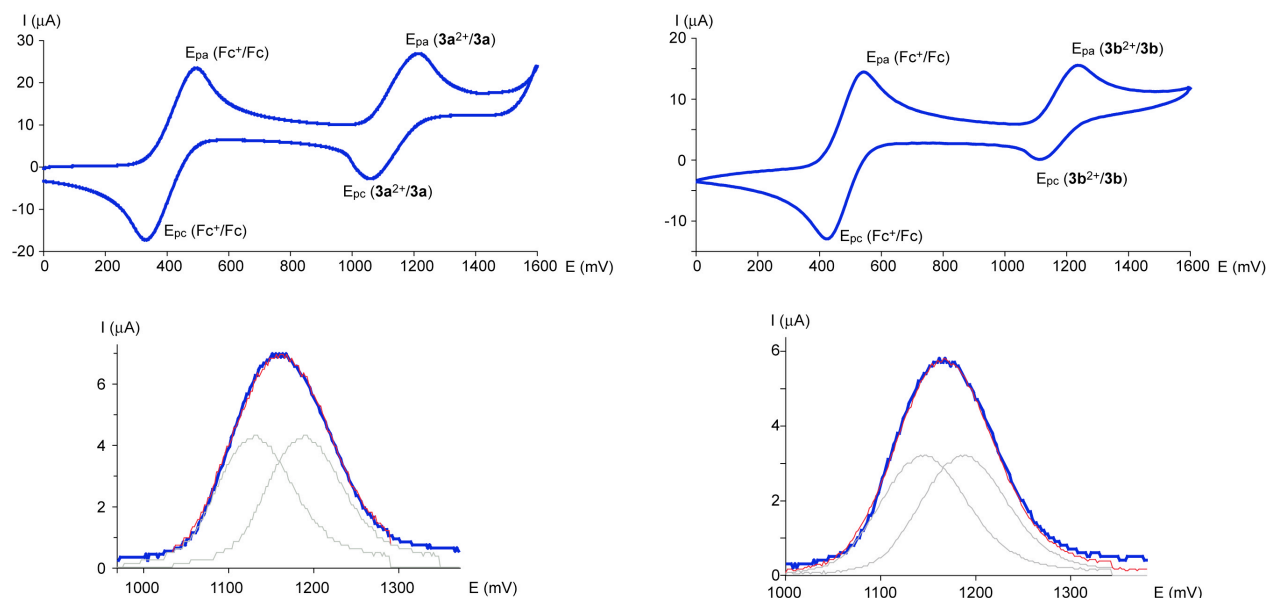 I (μA)
30
20
10
0
-10
-20
0
200
400
600
800
1000
1200
1400
1600
E (mV)
Epa (Fc⁺/Fc)
Epa (3a²⁺/3a)
Epc (3a²⁺/3a)
Epc (Fc⁺/Fc)
I (μA)
20
10
0
-10
0
200
400
600
800
1000
1200
1400
1600
E (mV)
Epa (Fc⁺/Fc)
Epa (3b²⁺/3b)
Epc (3b²⁺/3b)
Epc (Fc⁺/Fc)
I (μA)
6
4
2
0
1000
1100
1200
1300
E (mV)
I (μA)
6
4
2
0
1000
1100
1200
1300
E (mV)